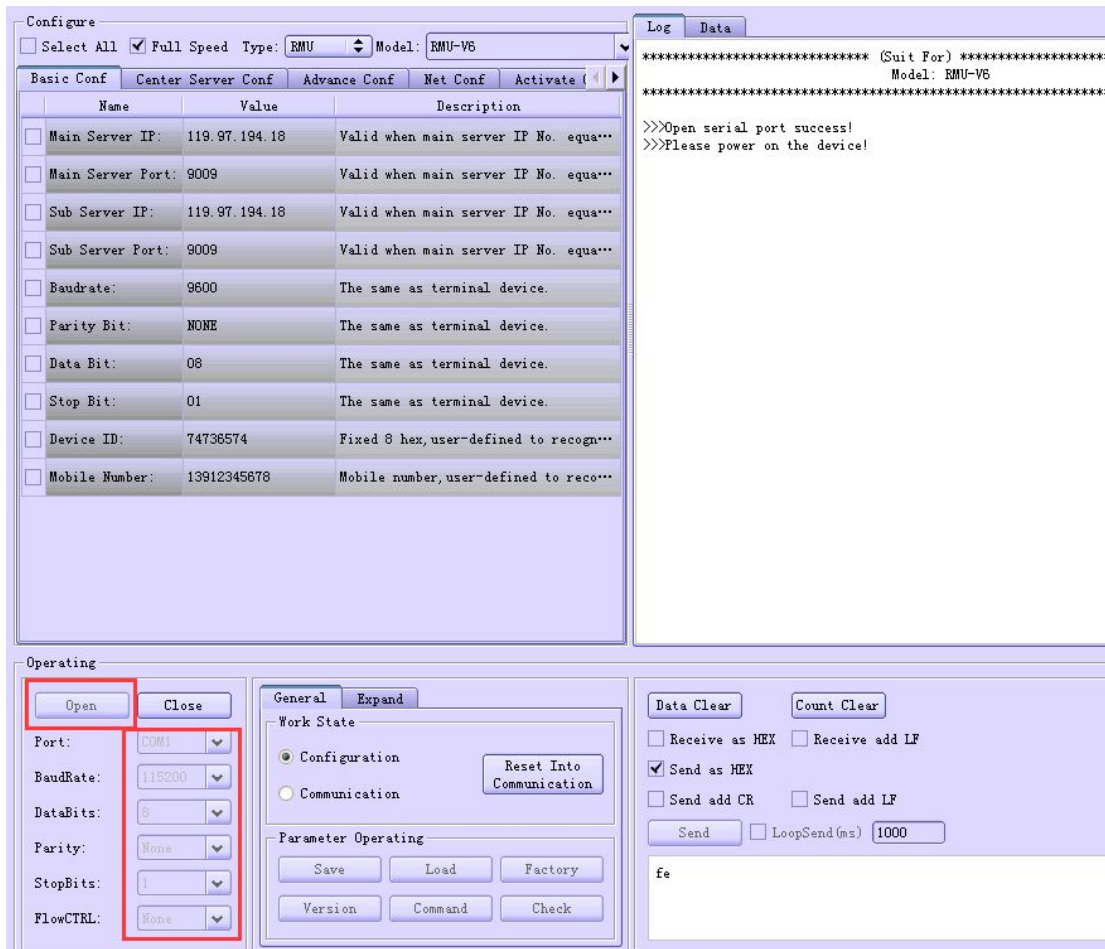 Configure
Select All Full Speed Type: RMU Model: RMU-V6
Basic Conf Center Server Conf Advance Conf Net Conf Activate
Name Value Description
Main Server IP: 119.97.194.18 Valid when main server IP No. equa···
Main Server Port: 9009 Valid when main server IP No. equa···
Sub Server IP: 119.97.194.18 Valid when main server IP No. equa···
Sub Server Port: 9009 Valid when main server IP No. equa···
Baudrate: 9600 The same as terminal device.
Parity Bit: NONE The same as terminal device.
Data Bit: 08 The same as terminal device.
Stop Bit: 01 The same as terminal device.
Device ID: 74736574 Fixed 8 hex,user-defined to recogn···
Mobile Number: 13912345678 Mobile number,user-defined to reco···
Log Data
****************************** (Suit For) *******************
Model: RMU-V6
************************************************************
>>>Open serial port success!
>>>Please power on the device!
Operating
Open Close
Port: COM1
BaudRate: 115200
DataBits: 8
Parity: None
StopBits: 1
FlowCTRL: None
General Expand
Work State
Configuration
Communication
Reset Into
Communication
Parameter Operating
Save Load Factory
Version Command Check
Data Clear Count Clear
Receive as HEX Receive add LF
Send as HEX
Send add CR Send add LF
Send LoopSend(ms) 1000
fe